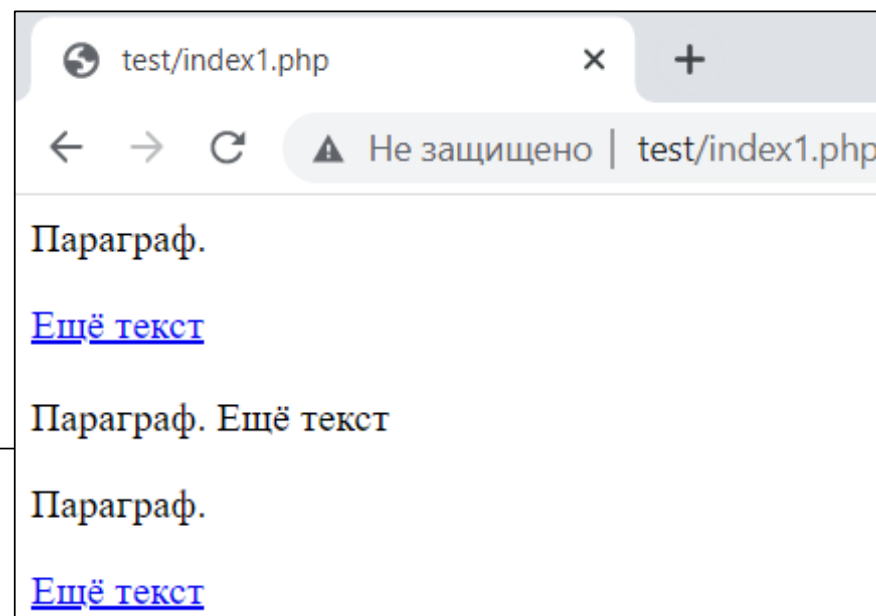 test/index1.php
Не защищено | test/index1.php
Параграф.
Ещё текст
Параграф. Ещё текст
Параграф.
Ещё текст